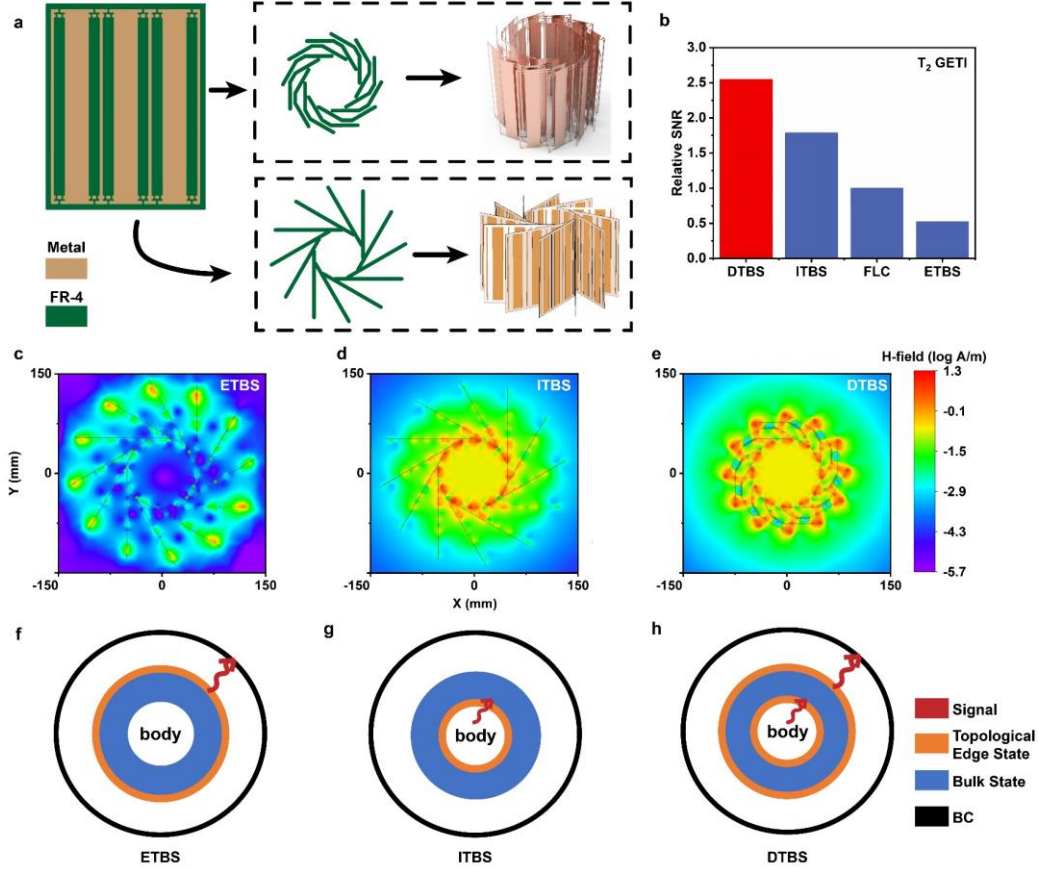 a
Metal
FR-4
b
T2 GETI
Relative SNR
3.0
2.5
2.0
1.5
1.0
0.5
0.0
DTBS ITBS FLC ETBS
c
ETBS
150
0
-150
Y (mm)
-150 0 150
d
ITBS
150
0
-150
-150 0 150
X (mm)
e
DTBS
150
0
-150
-150 0 150
H-field (log A/m)
1.3
-0.1
-1.5
-2.9
-4.3
-5.7
f
body
ETBS
g
body
ITBS
h
body
DTBS
Signal
Topological
Edge State
Bulk State
BC